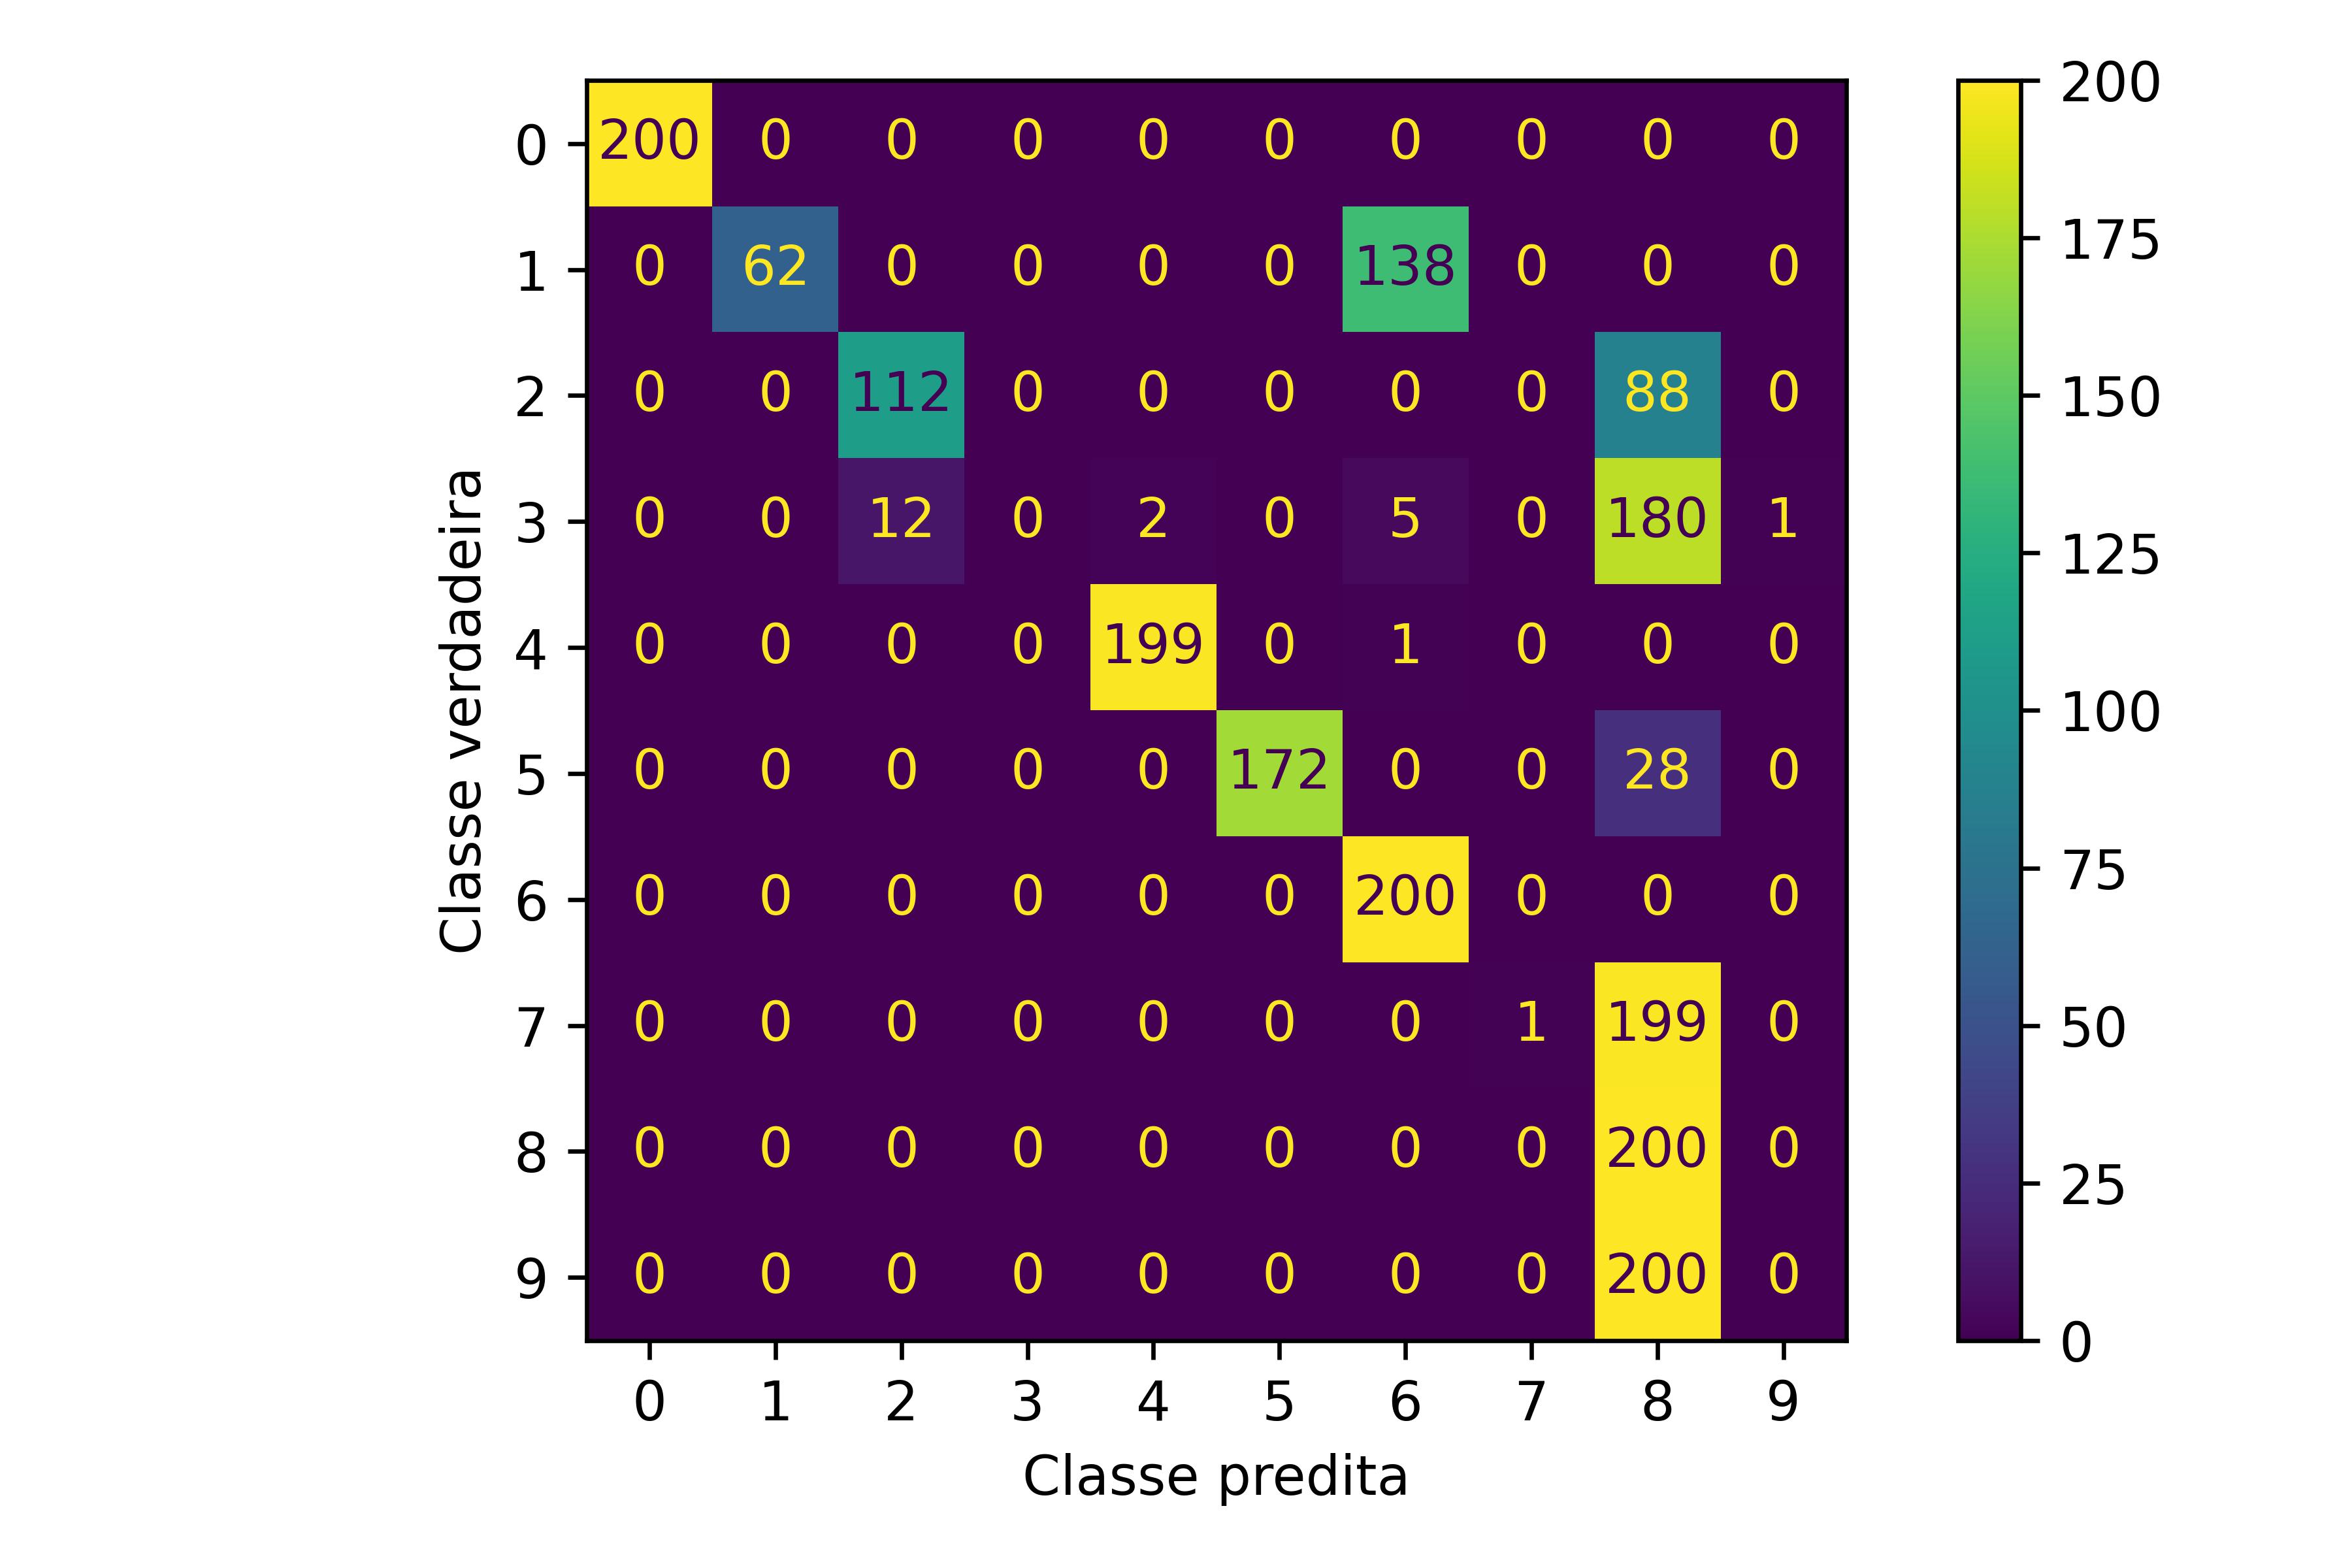 Classe verdadeira
0 200 0 0 0 0 0 0 0 0 0
1 0 62 0 0 0 0 138 0 0 0
2 0 0 112 0 0 0 0 0 88 0
3 0 0 12 0 2 0 5 0 180 1
4 0 0 0 0 199 0 1 0 0 0
5 0 0 0 0 0 172 0 0 28 0
6 0 0 0 0 0 0 200 0 0 0
7 0 0 0 0 0 0 0 1 199 0
8 0 0 0 0 0 0 0 0 200 0
9 0 0 0 0 0 0 0 0 200 0
0 1 2 3 4 5 6 7 8 9
Classe predita
200
175
150
125
100
75
50
25
0